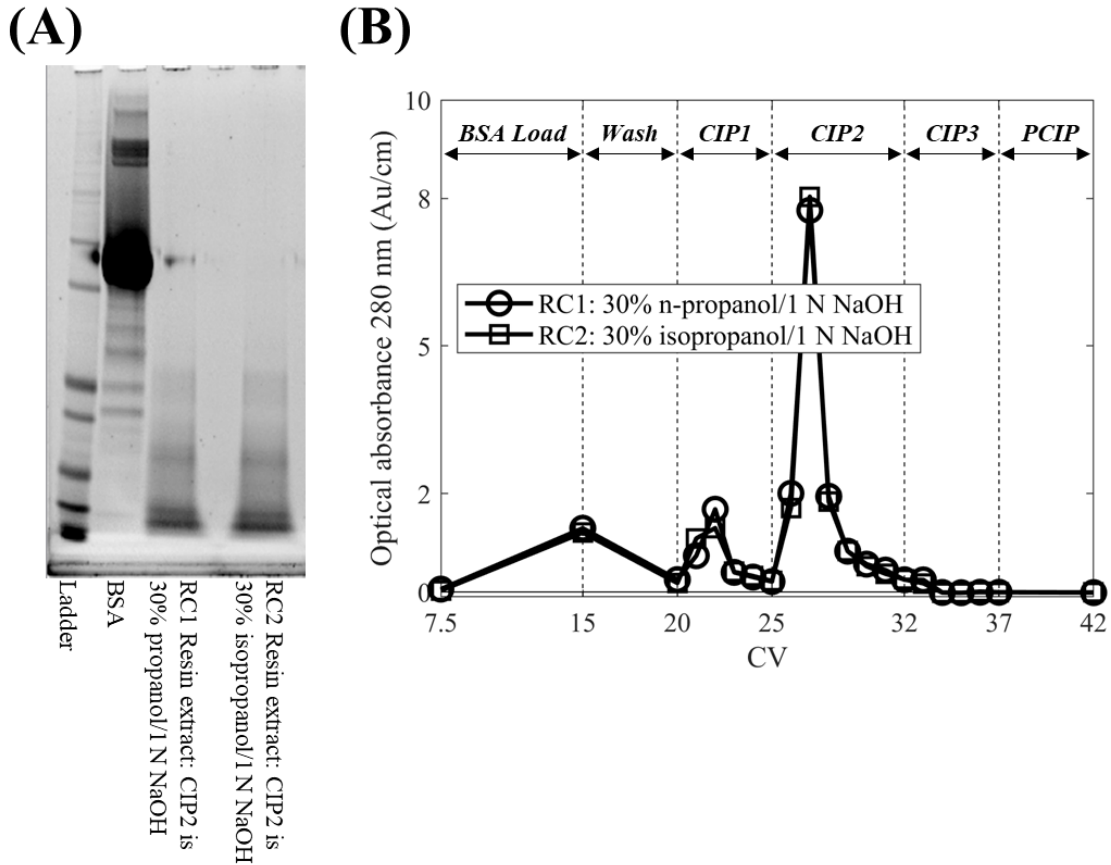 (A)
(B)
Ladder
BSA
RC1 Resin extract: CIP2 is
30% propanol/1 N NaOH
RC2 Resin extract: CIP2 is
30% isopropanol/1 N NaOH
10
8
5
2
0
Optical absorbance 280 nm (Au/cm)
BSA Load
Wash
CIP1
CIP2
CIP3
PCIP
RC1: 30% n-propanol/1 N NaOH
RC2: 30% isopropanol/1 N NaOH
7.5
15
20
25
32
37
42
CV